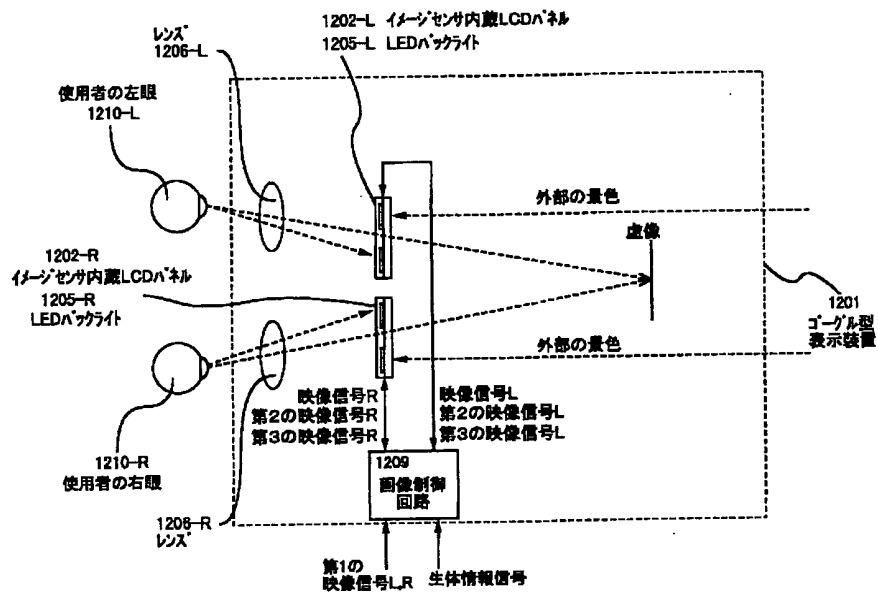 レンズ
1206-L
1202-L イメージセンサ内蔵LCDパネル
1205-L LEDバックライト
使用者の左眼
1210-L
外部の景色
虚像
1202-R
イメージセンサ内蔵LCDパネル
1205-R
LEDバックライト
1201
ゴーグル型
表示装置
外部の景色
映像信号R
第2の映像信号R
第3の映像信号R
映像信号L
第2の映像信号L
第3の映像信号L
1210-R
使用者の右眼
1209
画像制御
回路
1206-R
レンズ
第1の
映像信号L,R
生体情報信号